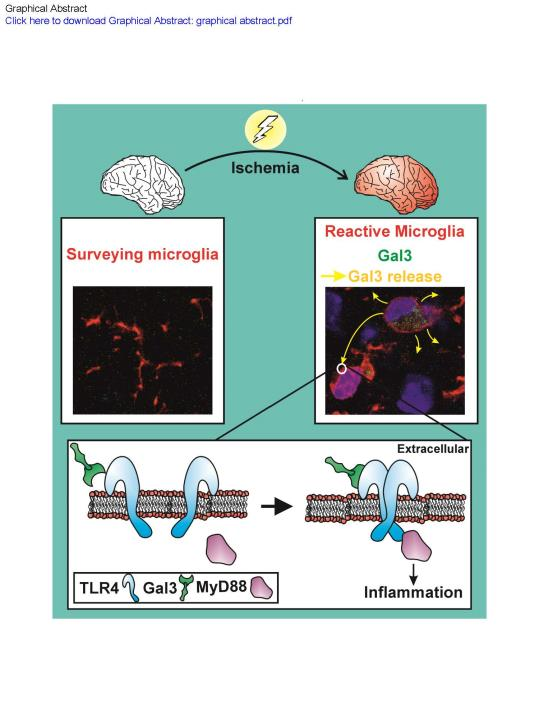 Graphical Abstract
Click here to download Graphical Abstract: graphical abstract.pdf
Ischemia
Surveying microglia
Reactive Microglia
Gal3
Gal3 release
Extracellular
TLR4 Gal3 MyD88
Inflammation